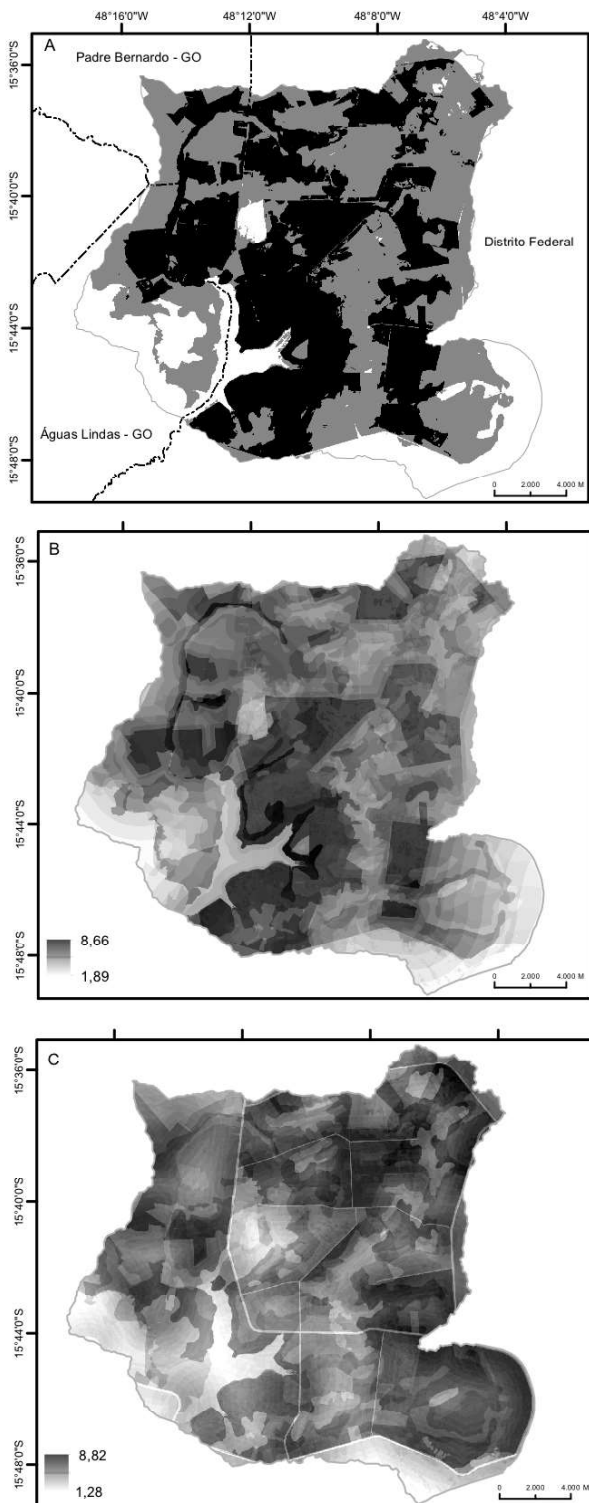 48°16'0"W
48°12'0"W
48°8'0"W
48°4'0"W
A
Padre Bernardo - GO
15°36'0"S
15°40'0"S
Distrito Federal
15°44'0"S
Águas Lindas - GO
15°48'0"S
0 2.000 4.000 M
B
15°36'0"S
15°40'0"S
15°44'0"S
15°48'0"S
8,66
1,89
0 2.000 4.000 M
C
15°36'0"S
15°40'0"S
15°44'0"S
15°48'0"S
8,82
1,28
0 2.000 4.000 M